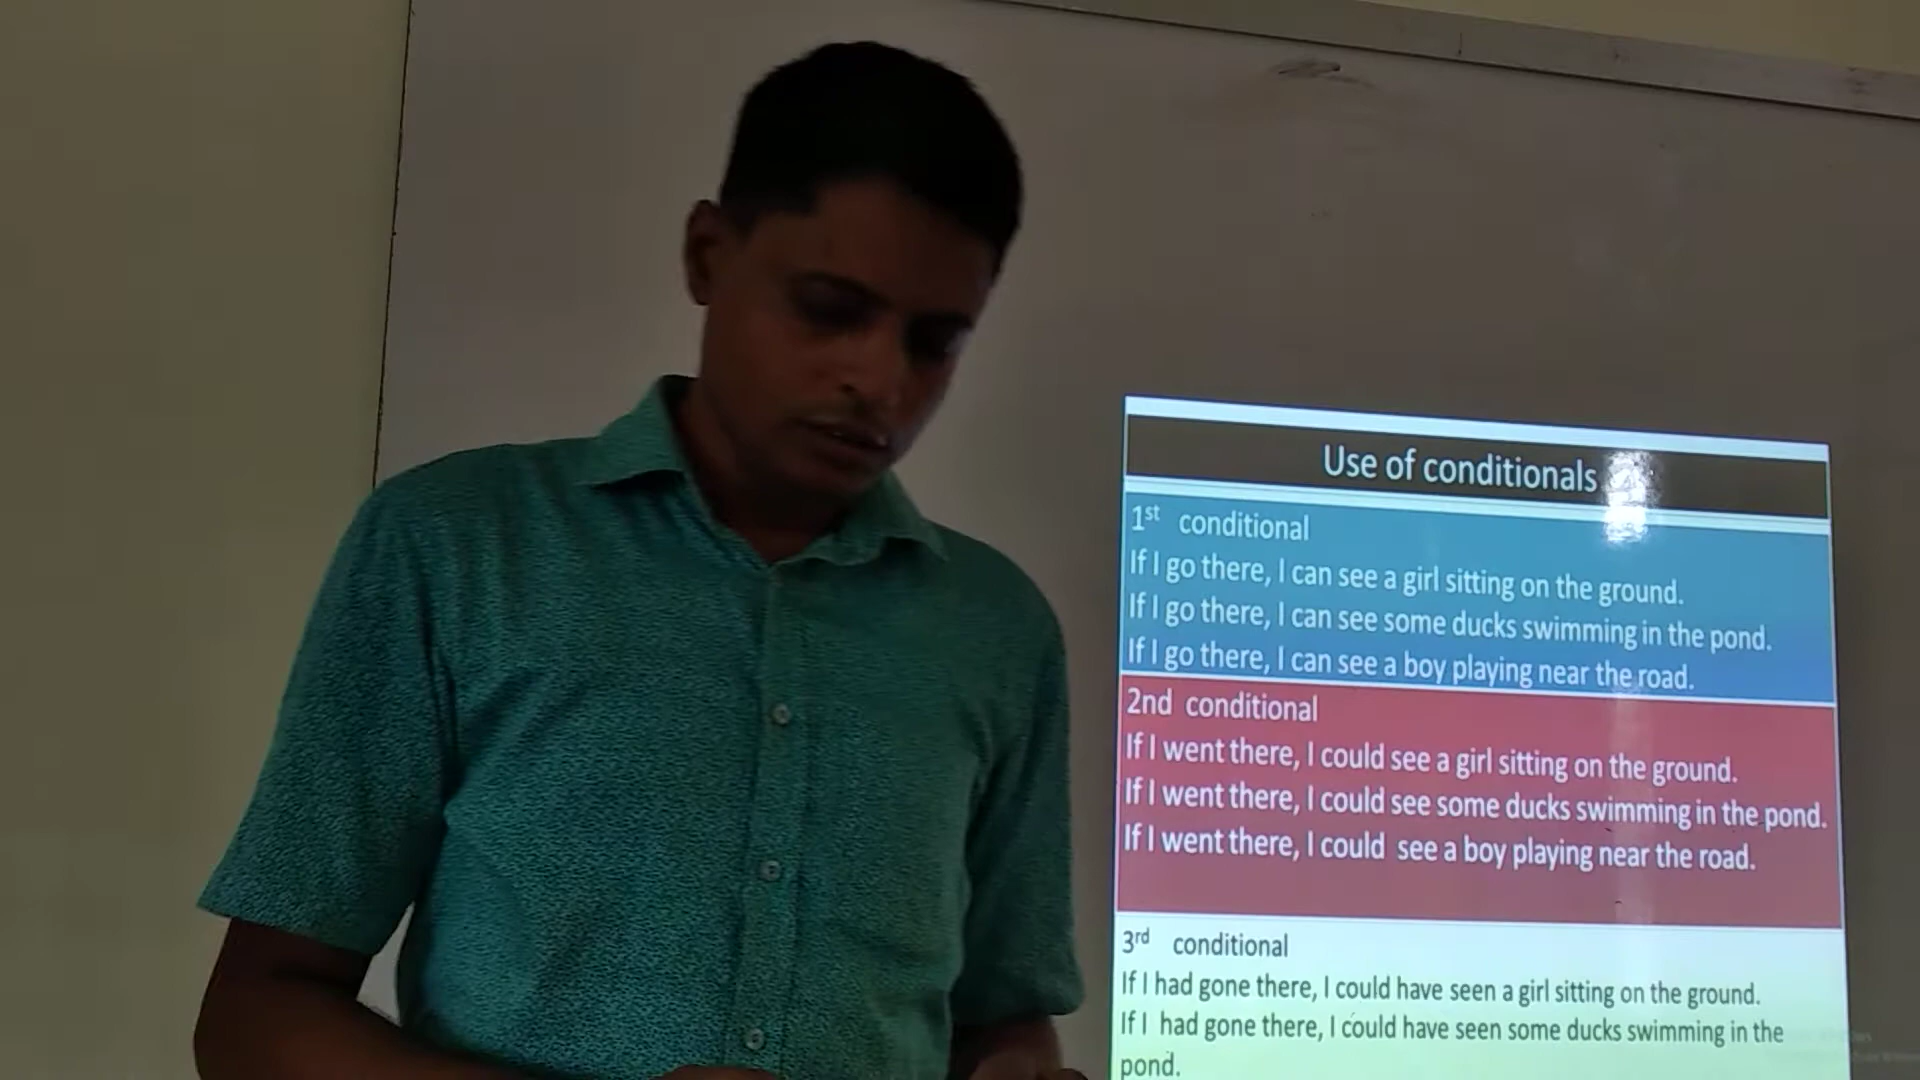 Use of conditionals
1st conditional
If I go there, I can see a girl sitting on the ground.
If I go there, I can see some ducks swimming in the pond.
If I go there, I can see a boy playing near the road.
2nd conditional
If I went there, I could see a girl sitting on the ground.
If I went there, I could see some ducks swimming in the pond.
If I went there, I could see a boy playing near the road.
3rd conditional
If I had gone there, I could have seen a girl sitting on the ground.
If I had gone there, I could have seen some ducks swimming in the
pond.